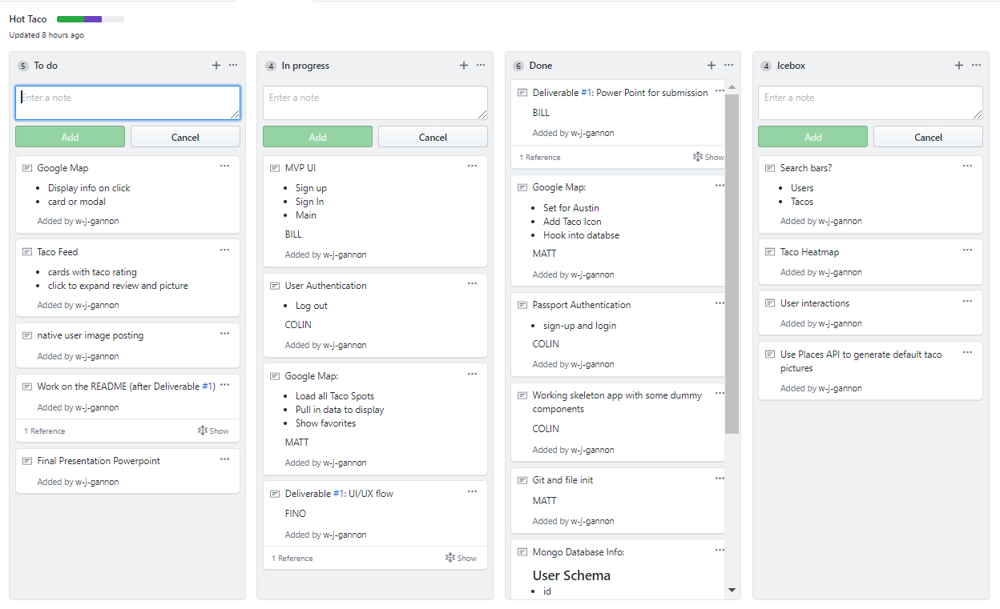 Hot Taco
Updated 8 hours ago
5 To do
Enter a note
Add Cancel
Google Map
Display info on click
card or modal
Added by w-j-gannon
Taco Feed
cards with taco rating
click to expand review and picture
Added by w-j-gannon
native user image posting
Added by w-j-gannon
Work on the README (after Deliverable #1)
Added by w-j-gannon
1 Reference Show
Final Presentation Powerpoint
Added by w-j-gannon
4 In progress
Enter a note
Add Cancel
MVP UI
Sign up
Sign In
Main
BILL
Added by w-j-gannon
User Authentication
Log out
COLIN
Added by w-j-gannon
Google Map:
Load all Taco Spots
Pull in data to display
Show favorites
MATT
Added by w-j-gannon
Deliverable #1: UI/UX flow
FINO
Added by w-j-gannon
1 Reference Show
6 Done
Deliverable #1: Power Point for submission
BILL
Added by w-j-gannon
1 Reference Show
Google Map:
Set for Austin
Add Taco Icon
Hook into databse
MATT
Added by w-j-gannon
Passport Authentication
sign-up and login
COLIN
Added by w-j-gannon
Working skeleton app with some dummy
components
COLIN
Added by w-j-gannon
Git and file init
MATT
Added by w-j-gannon
Mongo Database Info:
User Schema
id
4 Icebox
Enter a note
Add Cancel
Search bars?
Users
Tacos
Added by w-j-gannon
Taco Heatmap
Added by w-j-gannon
User interactions
Added by w-j-gannon
Use Places API to generate default taco
pictures
Added by w-j-gannon